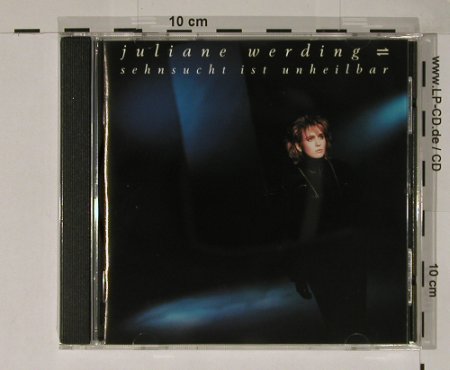 10 cm
juliane werding ⇌
sehnsucht ist unheilbar
www.LP-CD.de / CD
10 cm